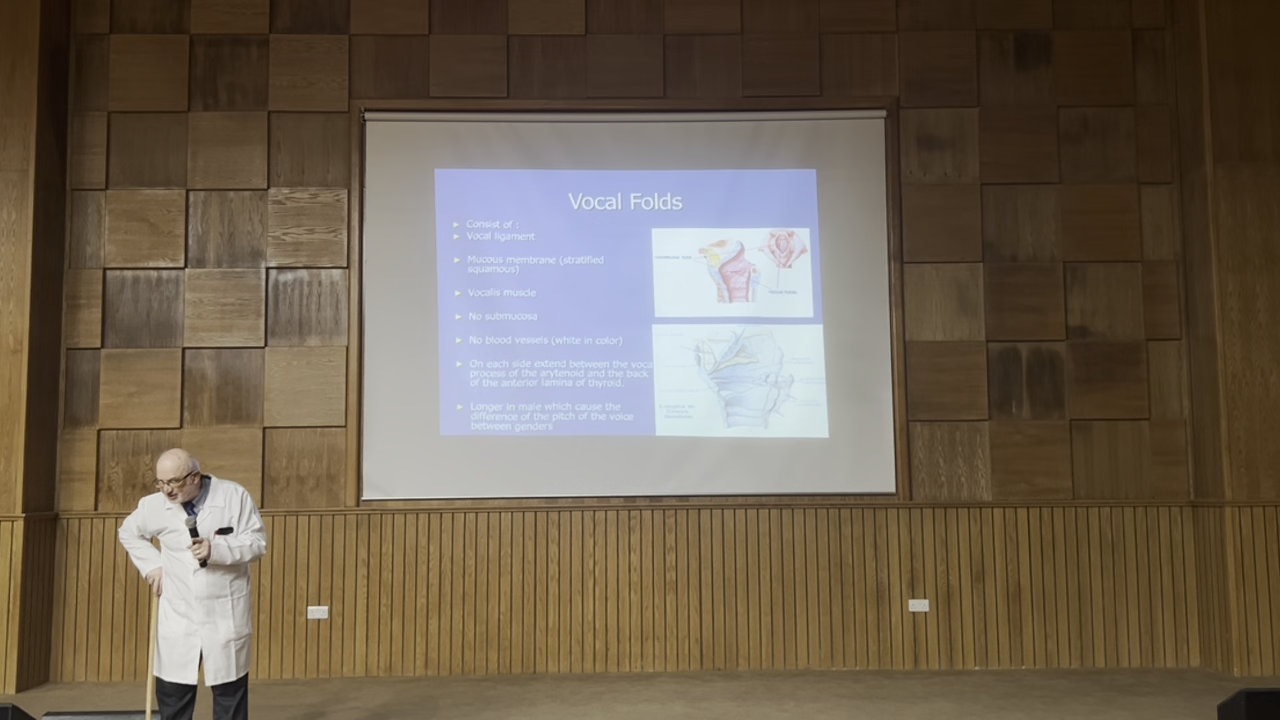 Vocal Folds
Consist of :
Vocal ligament
Mucous membrane (stratified
squamous)
Vocalis muscle
No submucosa
No blood vessels (white in color)
On each side extend between the vocal
process of the arytenoid and the back
of the anterior lamina of thyroid.
Longer in male which cause the
difference of the pitch of the voice
between genders